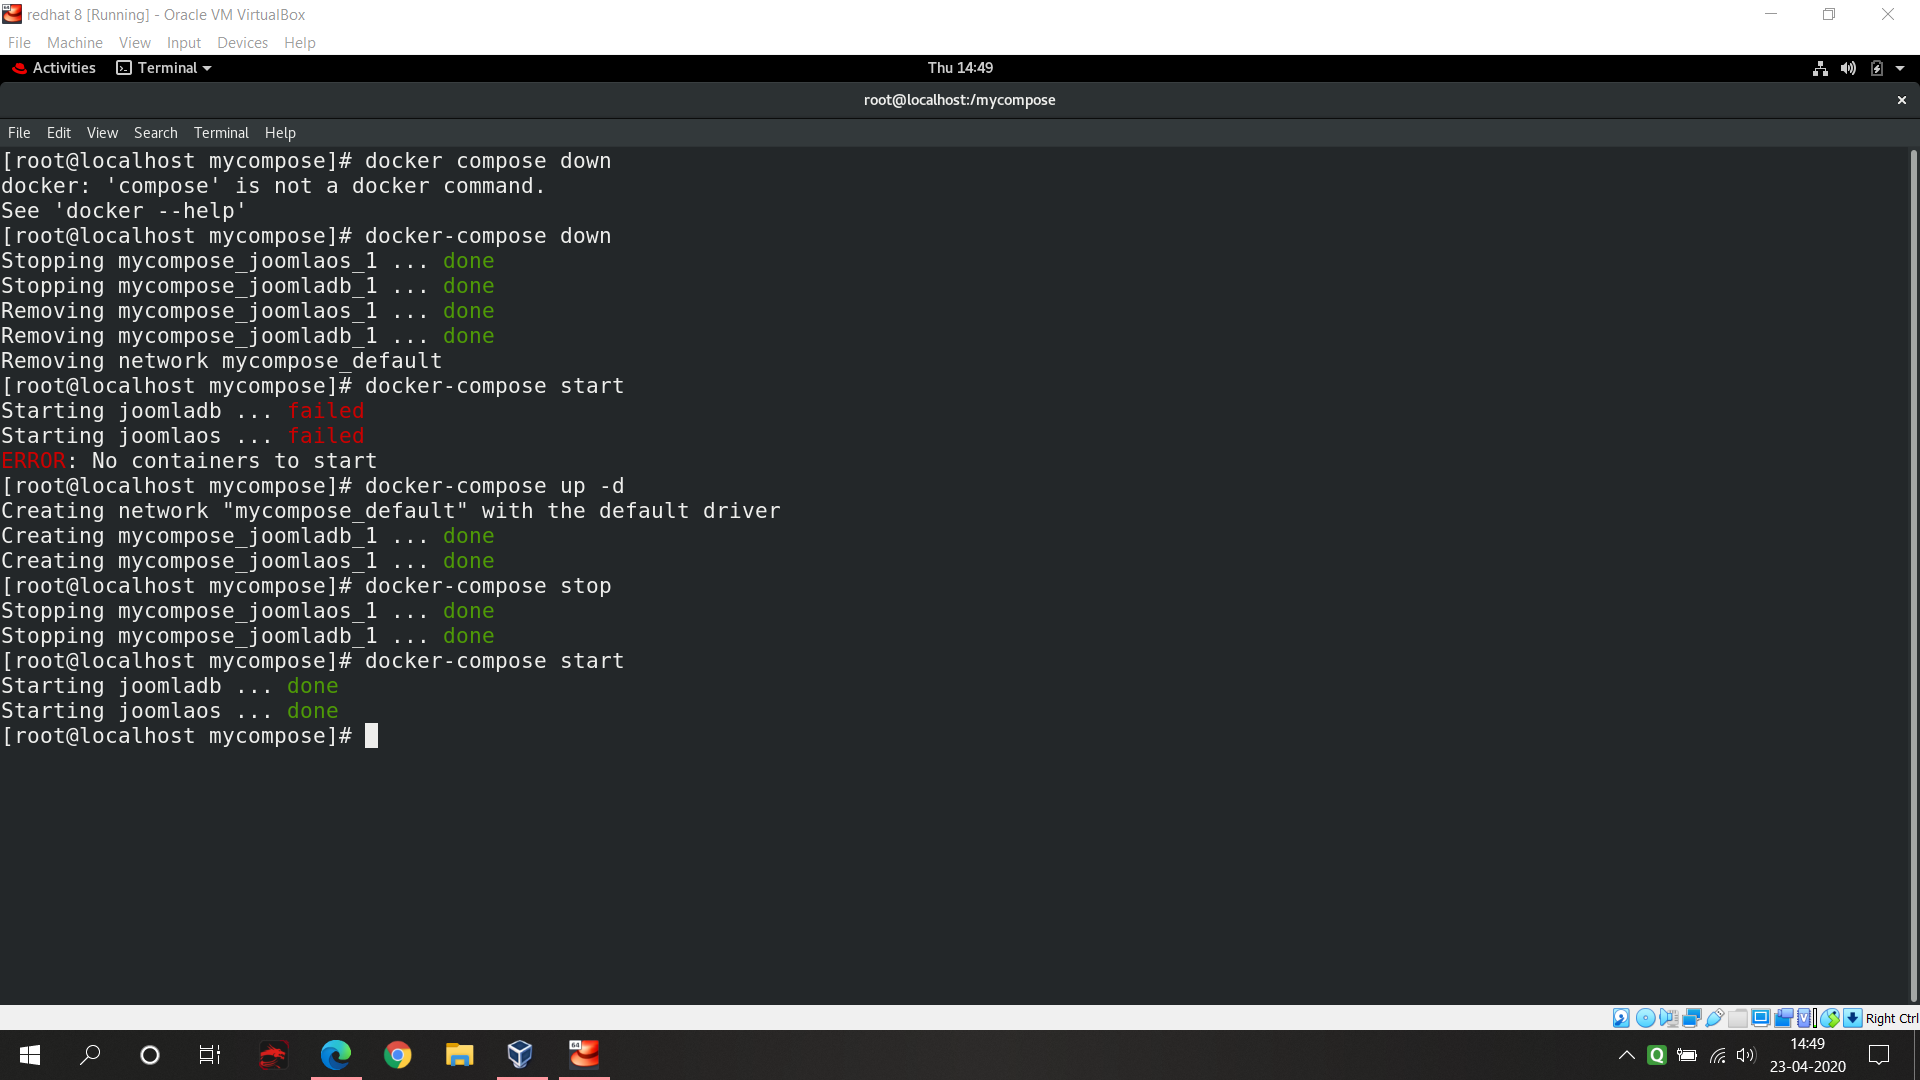 redhat 8 [Running] - Oracle VM VirtualBox
File Machine View Input Devices Help
Activities Terminal Thu 14:49
root@localhost:/mycompose
File Edit View Search Terminal Help
[root@localhost mycompose]# docker compose down
docker: 'compose' is not a docker command.
See 'docker --help'
[root@localhost mycompose]# docker-compose down
Stopping mycompose_joomlaos_1 ... done
Stopping mycompose_joomladb_1 ... done
Removing mycompose_joomlaos_1 ... done
Removing mycompose_joomladb_1 ... done
Removing network mycompose_default
[root@localhost mycompose]# docker-compose start
Starting joomladb ... failed
Starting joomlaos ... failed
ERROR: No containers to start
[root@localhost mycompose]# docker-compose up -d
Creating network "mycompose_default" with the default driver
Creating mycompose_joomladb_1 ... done
Creating mycompose_joomlaos_1 ... done
[root@localhost mycompose]# docker-compose stop
Stopping mycompose_joomlaos_1 ... done
Stopping mycompose_joomladb_1 ... done
[root@localhost mycompose]# docker-compose start
Starting joomladb ... done
Starting joomlaos ... done
[root@localhost mycompose]#
Right Ctrl
14:49
23-04-2020